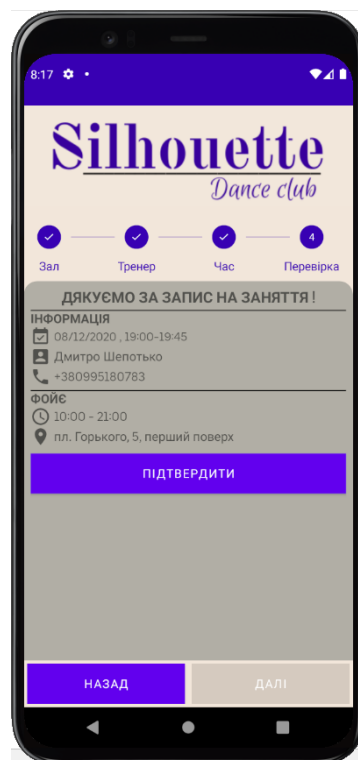 8:17
Silhouette
Dance club
4
Зал Тренер Час Перевірка
ДЯКУЄМО ЗА ЗАПИС НА ЗАНЯТТЯ !
ІНФОРМАЦІЯ
08/12/2020 , 19:00-19:45
Дмитро Шепотько
+380995180783
ФОЙЄ
10:00 - 21:00
пл. Горького, 5, перший поверх
ПІДТВЕРДИТИ
НАЗАД ДАЛІ